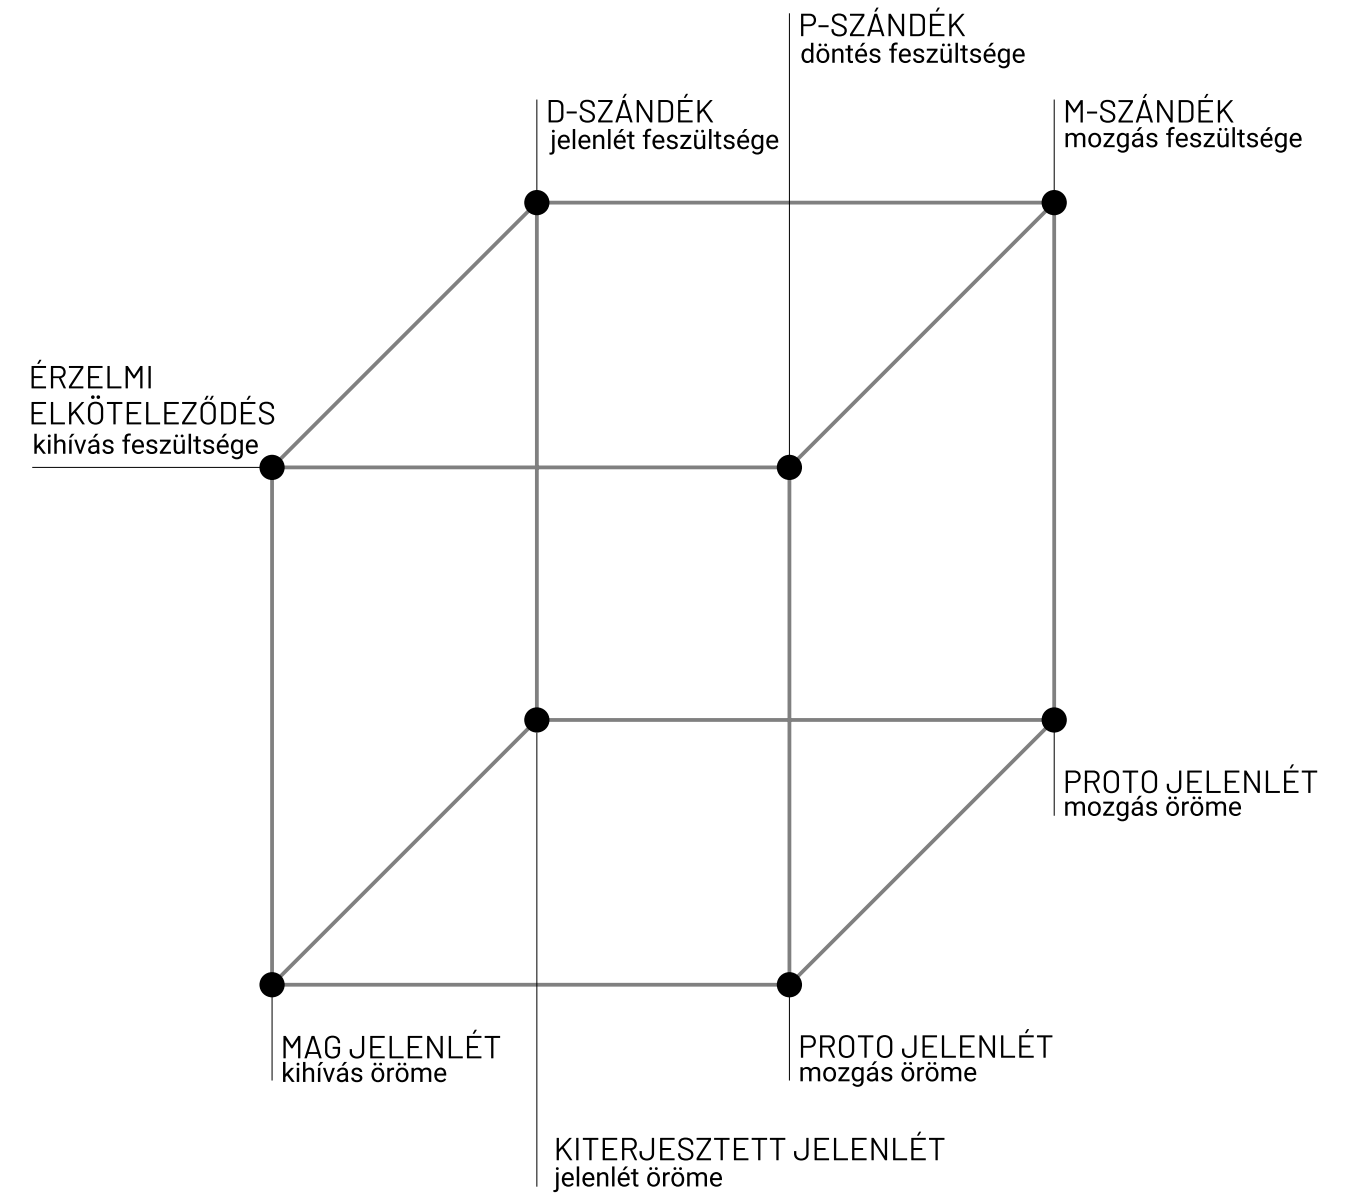 P-SZÁNDÉK
döntés feszültsége
D-SZÁNDÉK
jelenlét feszültsége
M-SZÁNDÉK
mozgás feszültsége
ÉRZELMI
ELKÖTELEZŐDÉS
kihívás feszültsége
PROTO JELENLÉT
mozgás öröme
MAG JELENLÉT
kihívás öröme
PROTO JELENLÉT
mozgás öröme
KITERJESZTETT JELENLÉT
jelenlét öröme